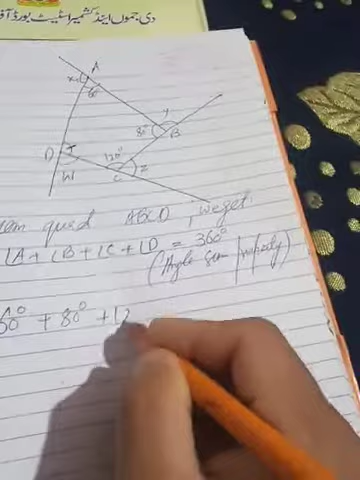 دی جموں اینڈ کشمیر اسٹیٹ بورڈ آف
A
x
60°
y
80°
B
D
120°
z
C
W
quad ABCD, we get
∠A + ∠B + ∠C + ∠D = 360°
(Angle sum property)
60° + 80° + 12